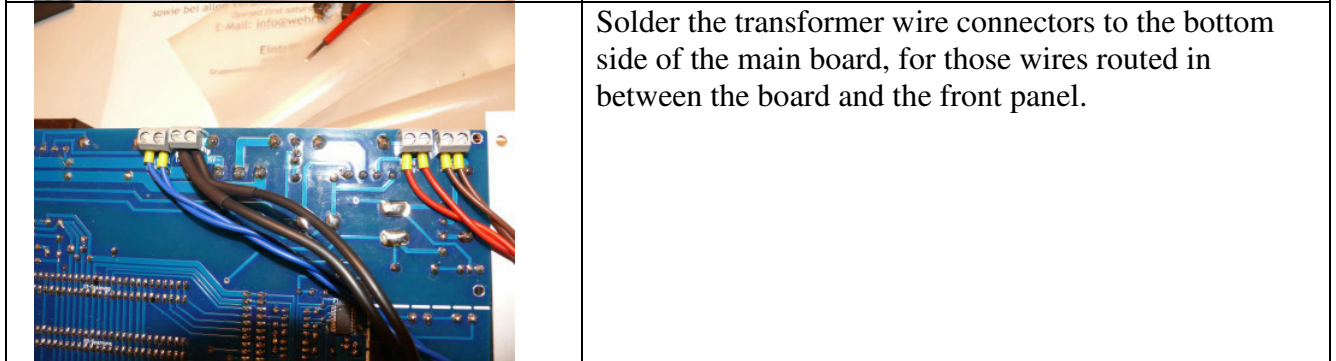 sowie bei allen
E-Mail: info@wehr
Solder the transformer wire connectors to the bottom
side of the main board, for those wires routed in
between the board and the front panel.